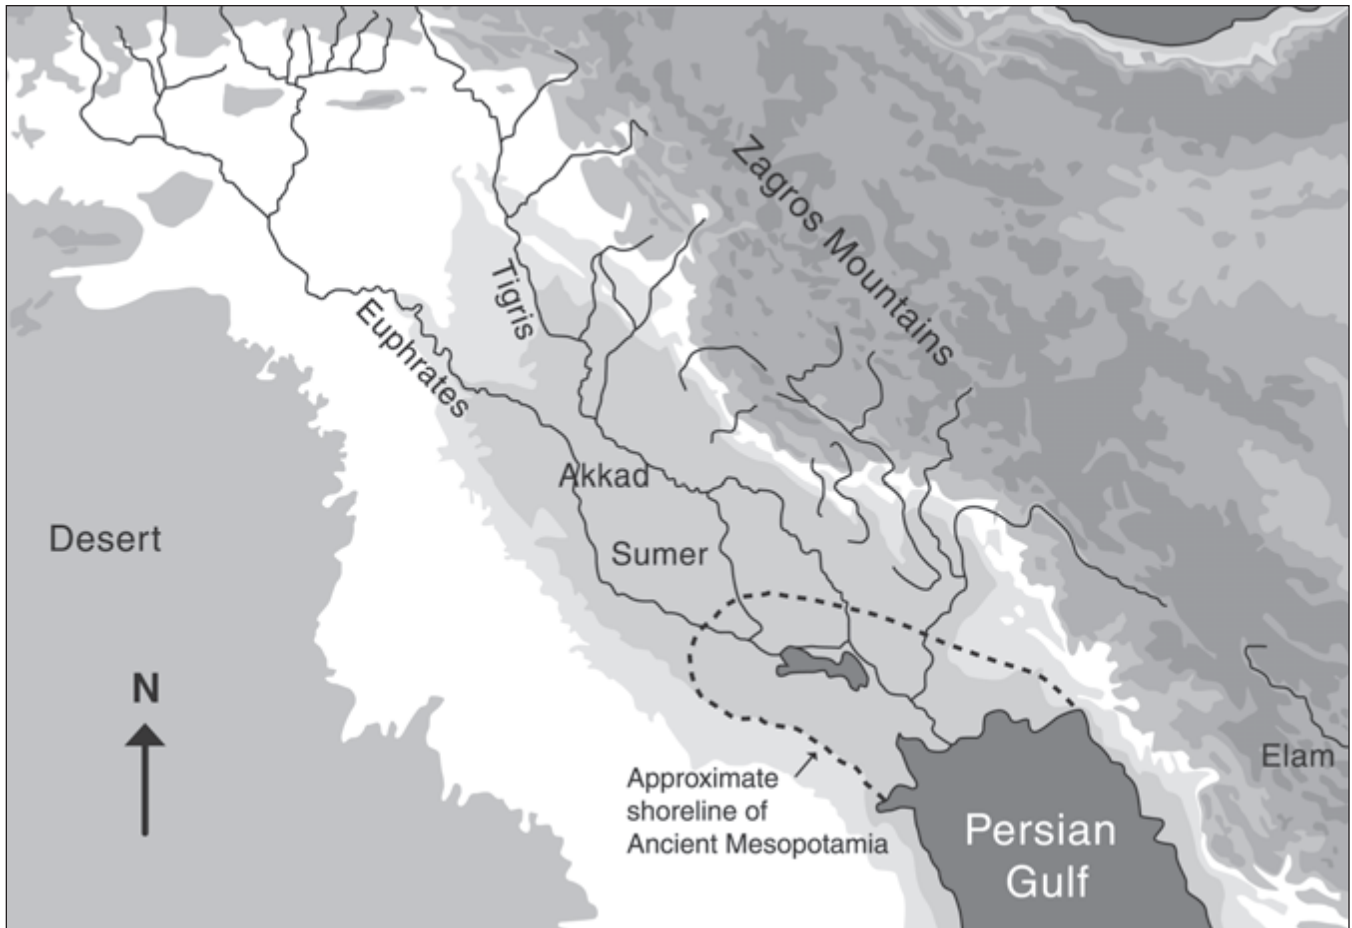 Zagros Mountains
Tigris
Euphrates
Akkad
Sumer
Desert
N
Elam
Approximate
shoreline of
Ancient Mesopotamia
Persian
Gulf